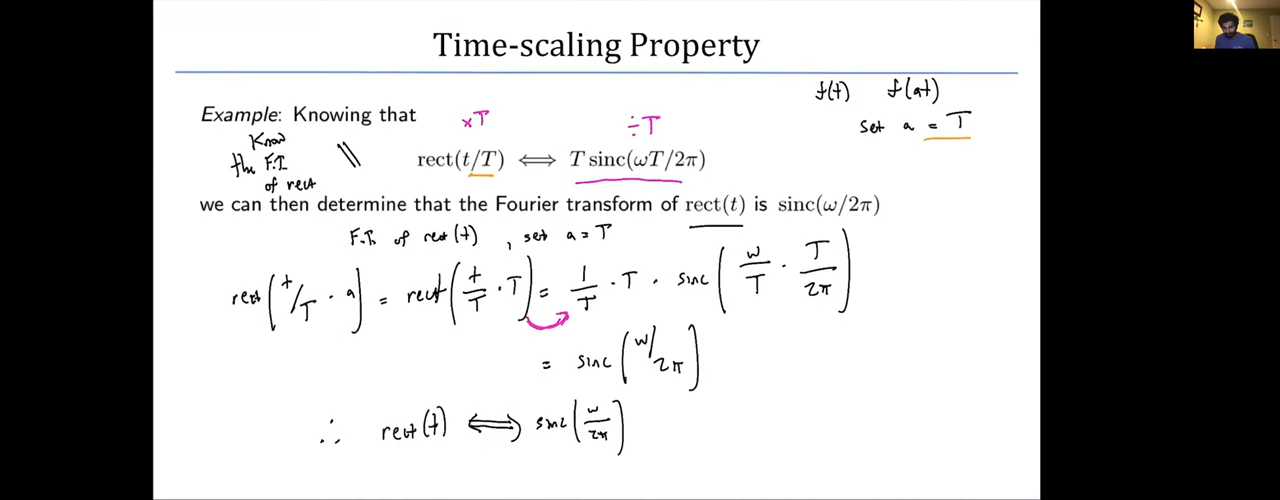 Time-scaling Property
f(t) f(at)
set a = T
Example: Knowing that
×T ÷T
Know
the F.T.
of rect
rect(t/T) ⟺ T sinc(ωT/2π)
we can then determine that the Fourier transform of rect(t) is sinc(ω/2π)
F.T. of rect(t), set a = T
rect(t/T · a) = rect(t/T · T) = 1/T · T · sinc(ω/T · T/2π)
= sinc(ω/2π)
∴ rect(t) ⟺ sinc(ω/2π)